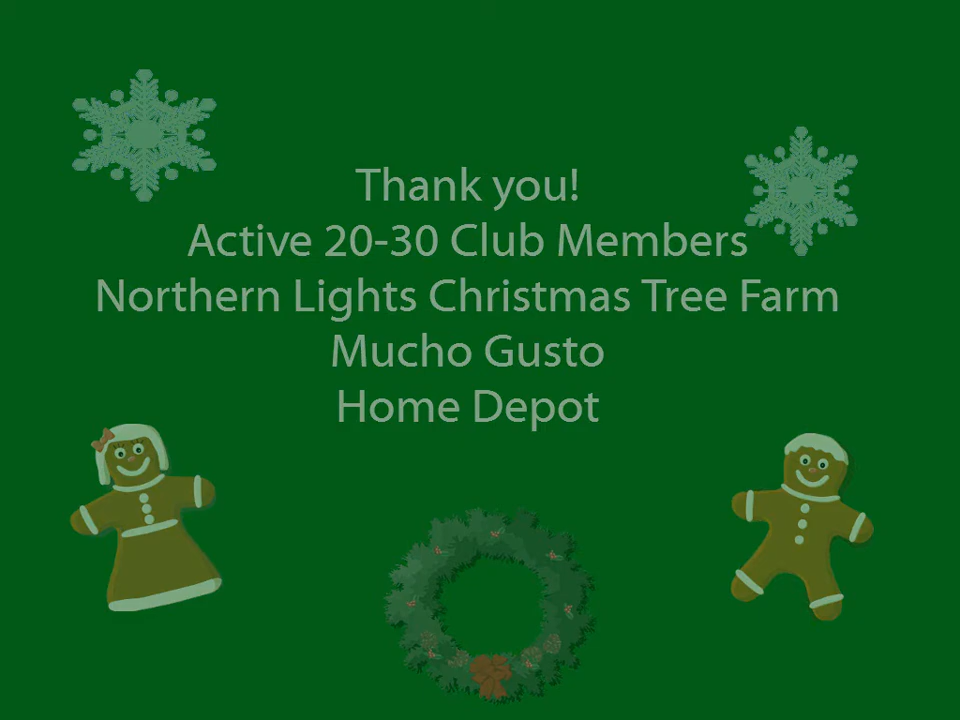 Thank you!
Active 20-30 Club Members
Northern Lights Christmas Tree Farm
Mucho Gusto
Home Depot